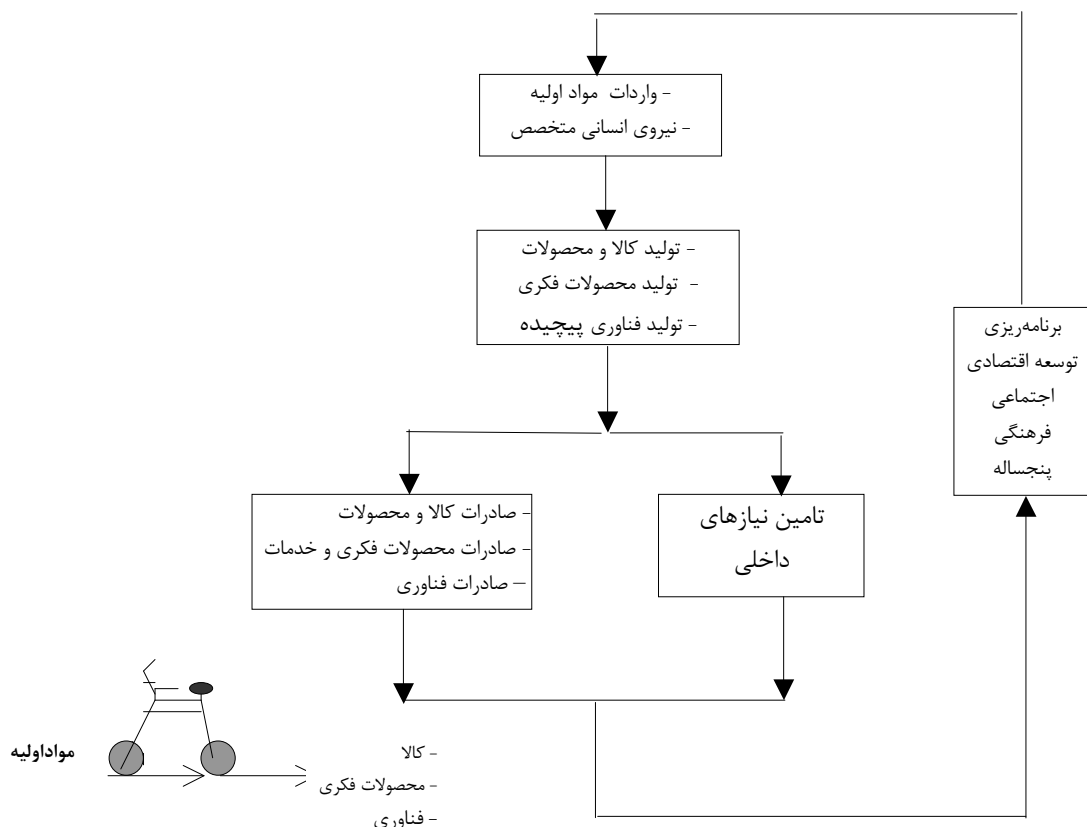 - واردات مواد اولیه
- نیروی انسانی متخصص
- تولید کالا و محصولات
- تولید محصولات فکری
- تولید فناوری پیچیده
برنامه‌ریزی
توسعه اقتصادی
اجتماعی
فرهنگی
پنجساله
تامین نیازهای
داخلی
- صادرات کالا و محصولات
- صادرات محصولات فکری و خدمات
– صادرات فناوری
مواداولیه
- کالا
- محصولات فکری
- فناوری